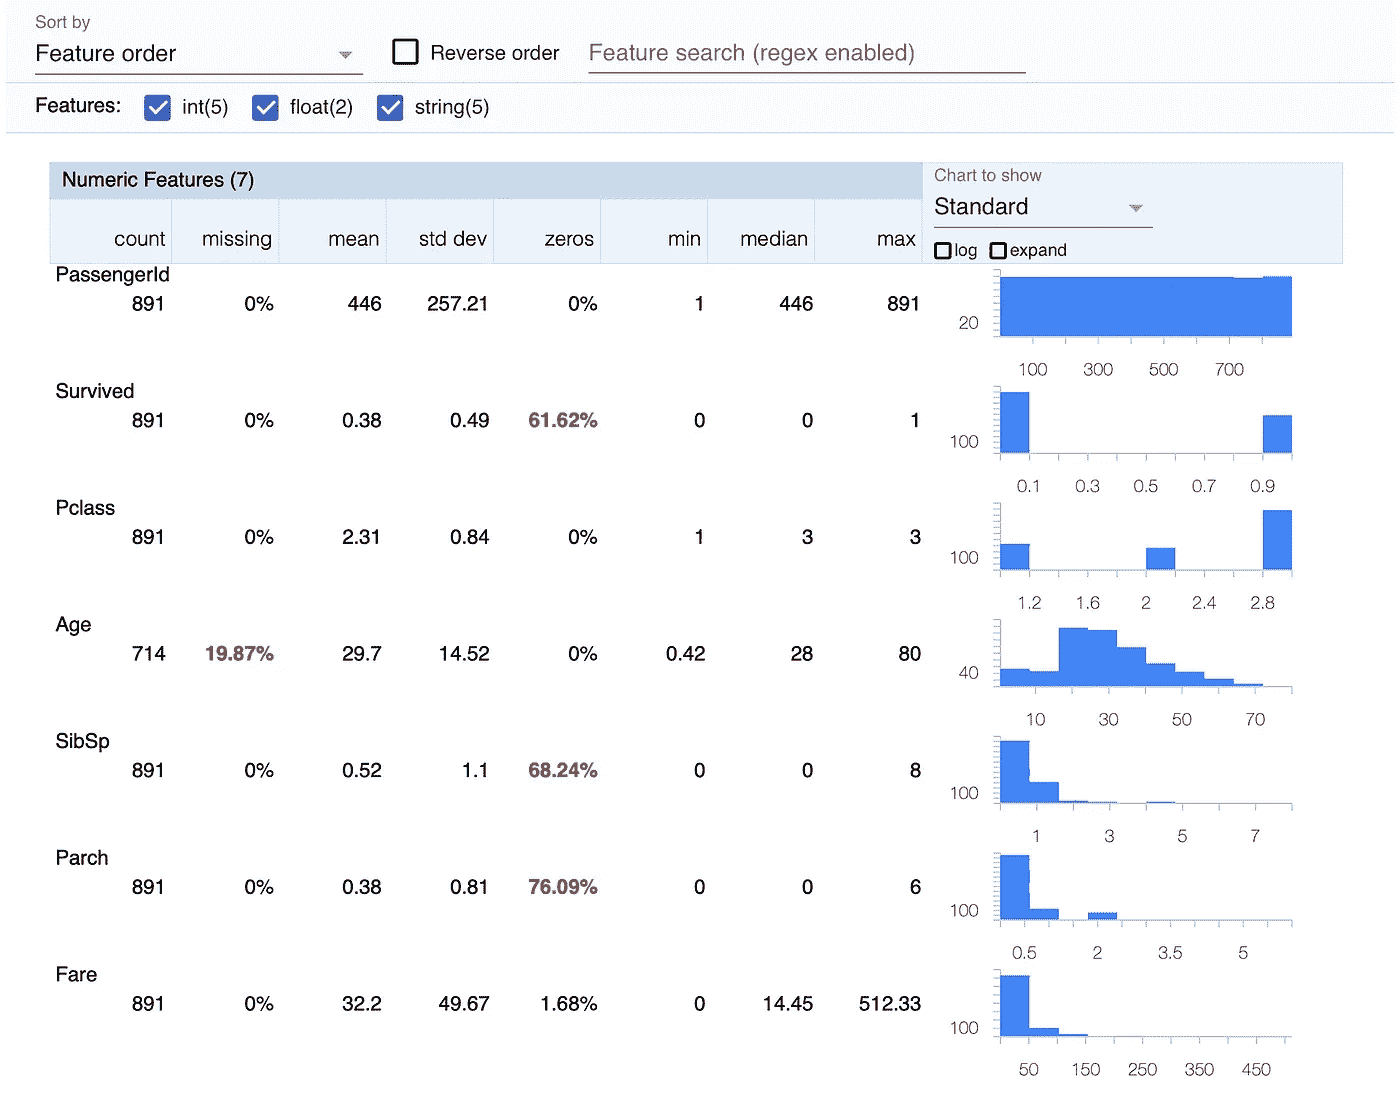 Sort by
Feature order
Reverse order
Feature search (regex enabled)
Features: int(5) float(2) string(5)
Numeric Features (7)
Chart to show
Standard
count missing mean std dev zeros min median max
log expand
PassengerId
891 0% 446 257.21 0% 1 446 891
20
100 300 500 700
Survived
891 0% 0.38 0.49 61.62% 0 0 1
100
0.1 0.3 0.5 0.7 0.9
Pclass
891 0% 2.31 0.84 0% 1 3 3
100
1.2 1.6 2 2.4 2.8
Age
714 19.87% 29.7 14.52 0% 0.42 28 80
40
10 30 50 70
SibSp
891 0% 0.52 1.1 68.24% 0 0 8
100
1 3 5 7
Parch
891 0% 0.38 0.81 76.09% 0 0 6
100
0.5 2 3.5 5
Fare
891 0% 32.2 49.67 1.68% 0 14.45 512.33
100
50 150 250 350 450